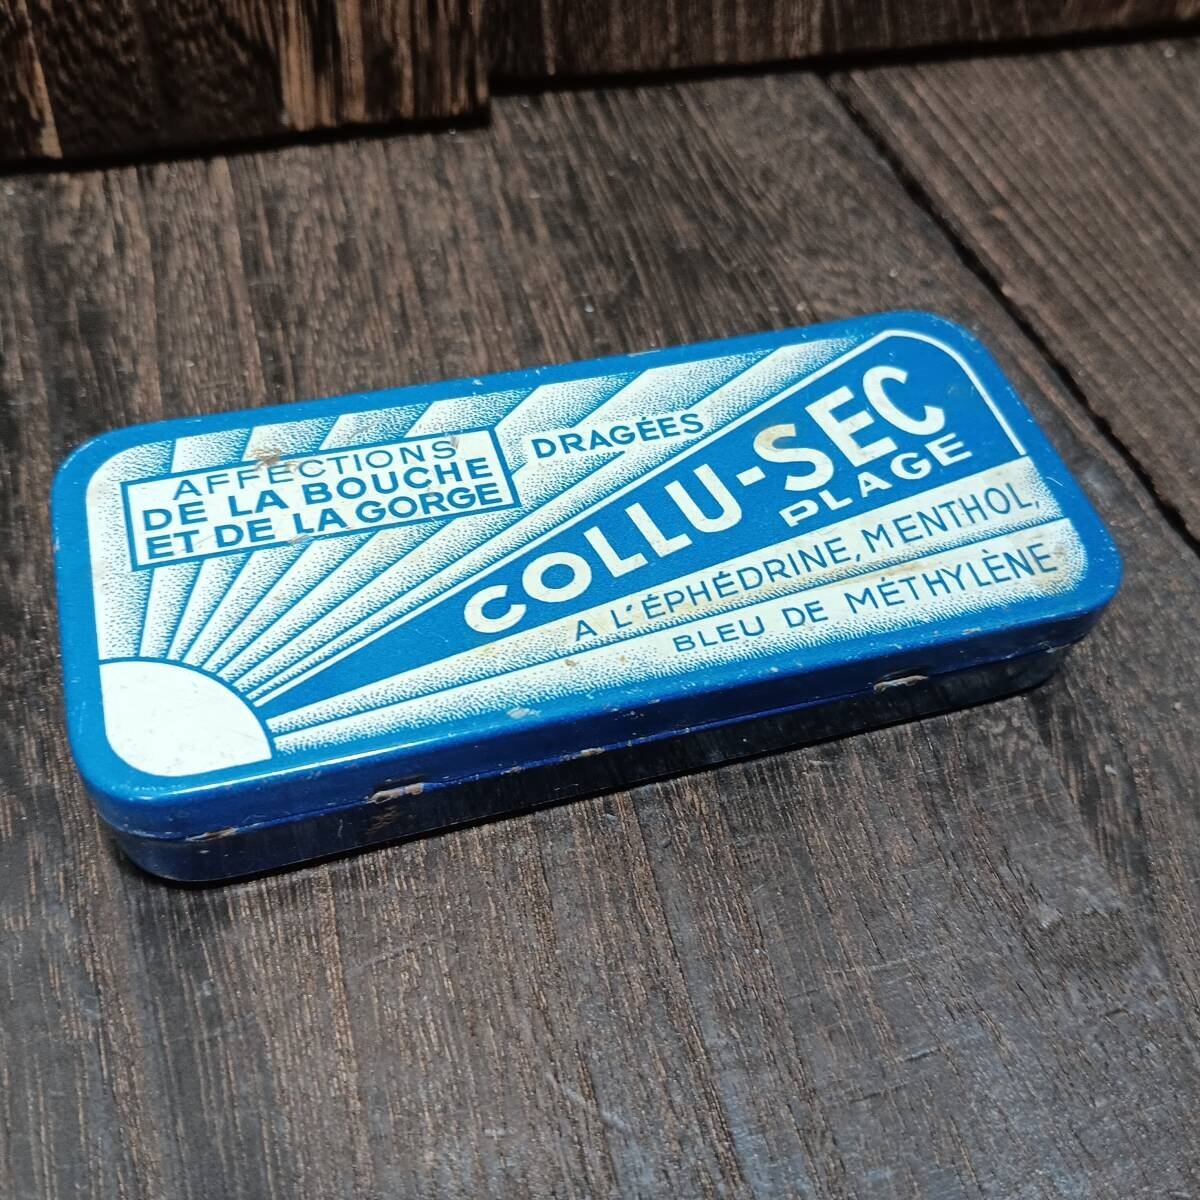 AFFECTIONS
DE LA BOUCHE
ET DE LA GORGE
DRAGÉES
COLLU-SEC
PLAGE
A L'ÉPHÉDRINE, MENTHOL,
BLEU DE MÉTHYLÈNE